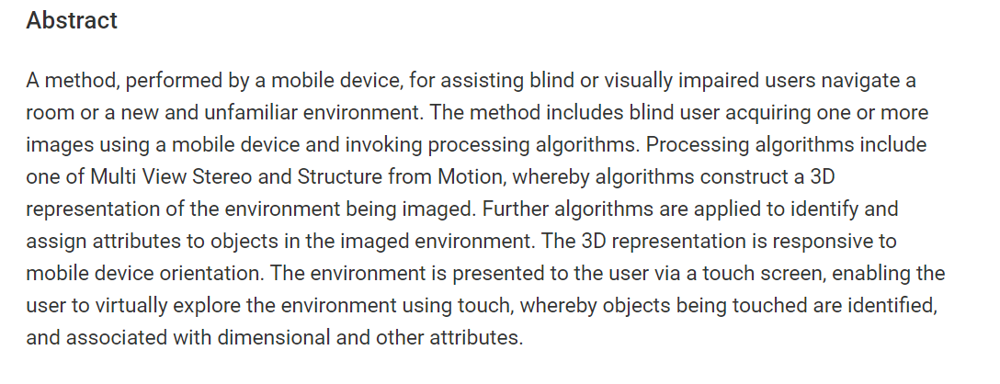 Abstract
A method, performed by a mobile device, for assisting blind or visually impaired users navigate a
room or a new and unfamiliar environment. The method includes blind user acquiring one or more
images using a mobile device and invoking processing algorithms. Processing algorithms include
one of Multi View Stereo and Structure from Motion, whereby algorithms construct a 3D
representation of the environment being imaged. Further algorithms are applied to identify and
assign attributes to objects in the imaged environment. The 3D representation is responsive to
mobile device orientation. The environment is presented to the user via a touch screen, enabling the
user to virtually explore the environment using touch, whereby objects being touched are identified,
and associated with dimensional and other attributes.